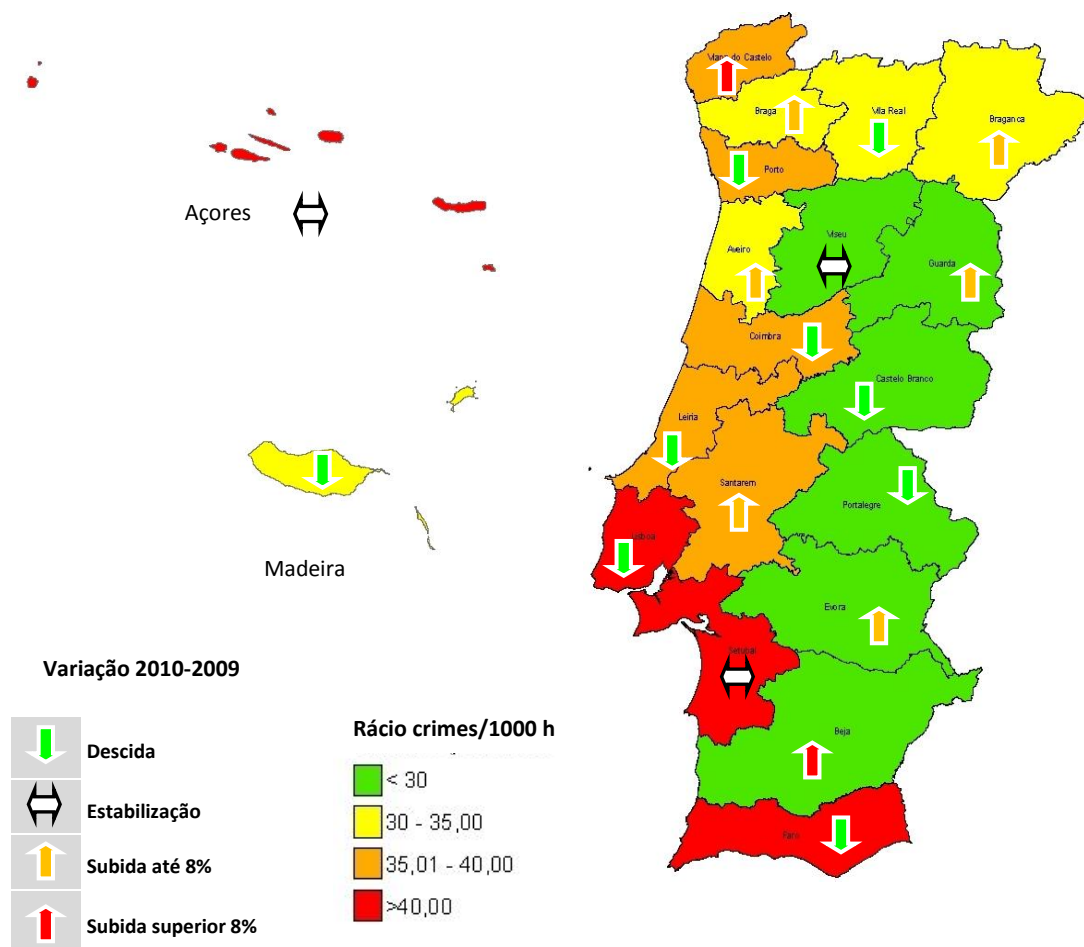 Viana do Castelo
Braga
Vila Real
Braganca
Porto
Açores
Aveiro
Viseu
Guarda
Coimbra
Castelo Branco
Leiria
Santarem
Portalegre
Lisboa
Madeira
Evora
Setubal
Beja
Faro
Variação 2010-2009
Descida
Estabilização
Subida até 8%
Subida superior 8%
Rácio crimes/1000 h
< 30
30 - 35,00
35,01 - 40,00
>40,00